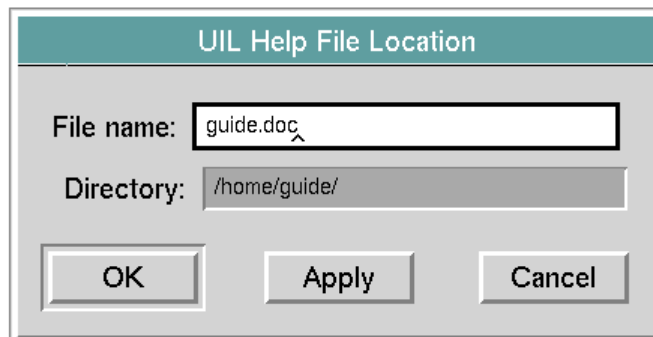 UIL Help File Location
File name: guide.doc
Directory: /home/guide/
OK Apply Cancel